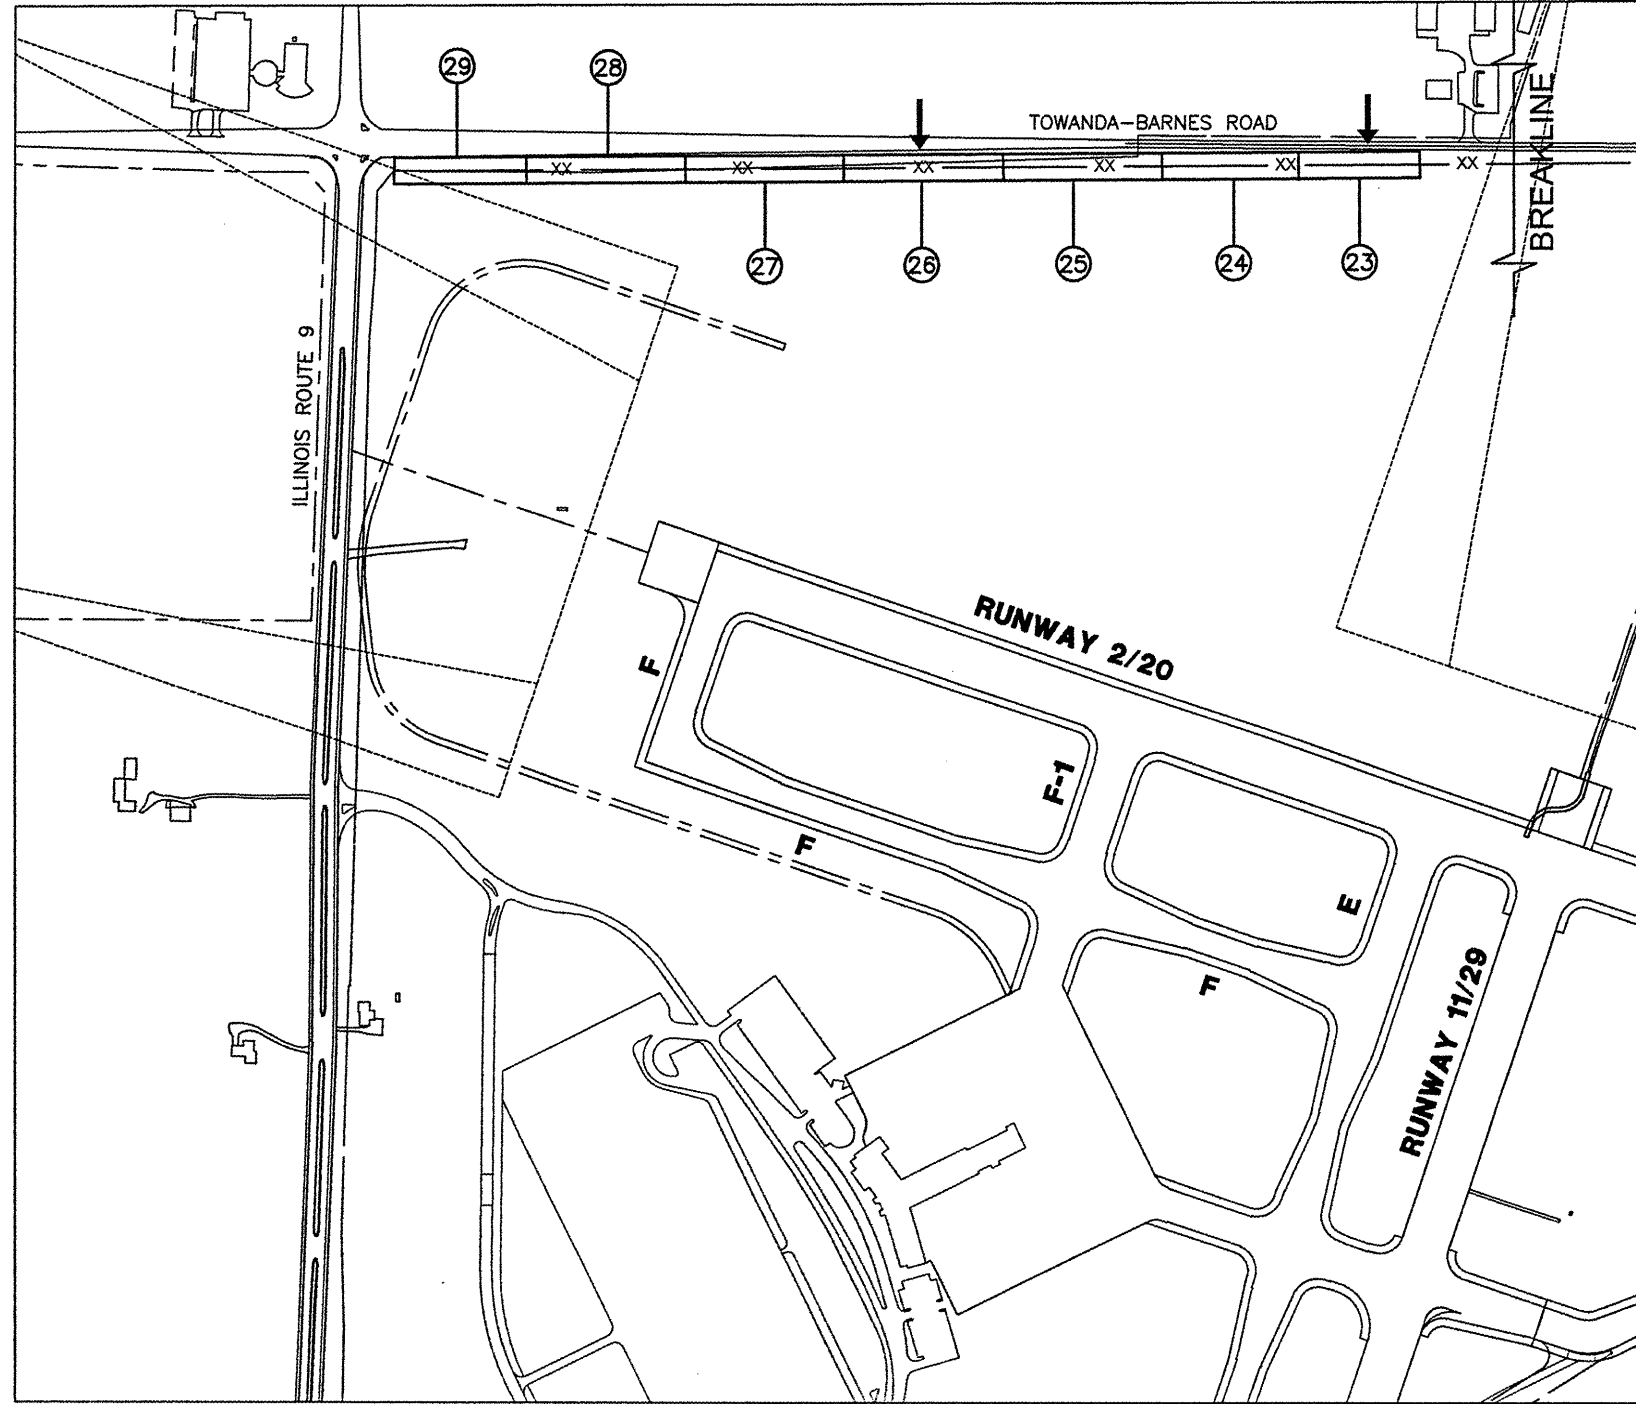 29
28
TOWANDA-BARNES ROAD
BREAKLINE
XX
XX
XX
XX
XX
XX
27
26
25
24
23
ILLINOIS ROUTE 9
RUNWAY 2/20
F
F-1
F
E
F
RUNWAY 11/29